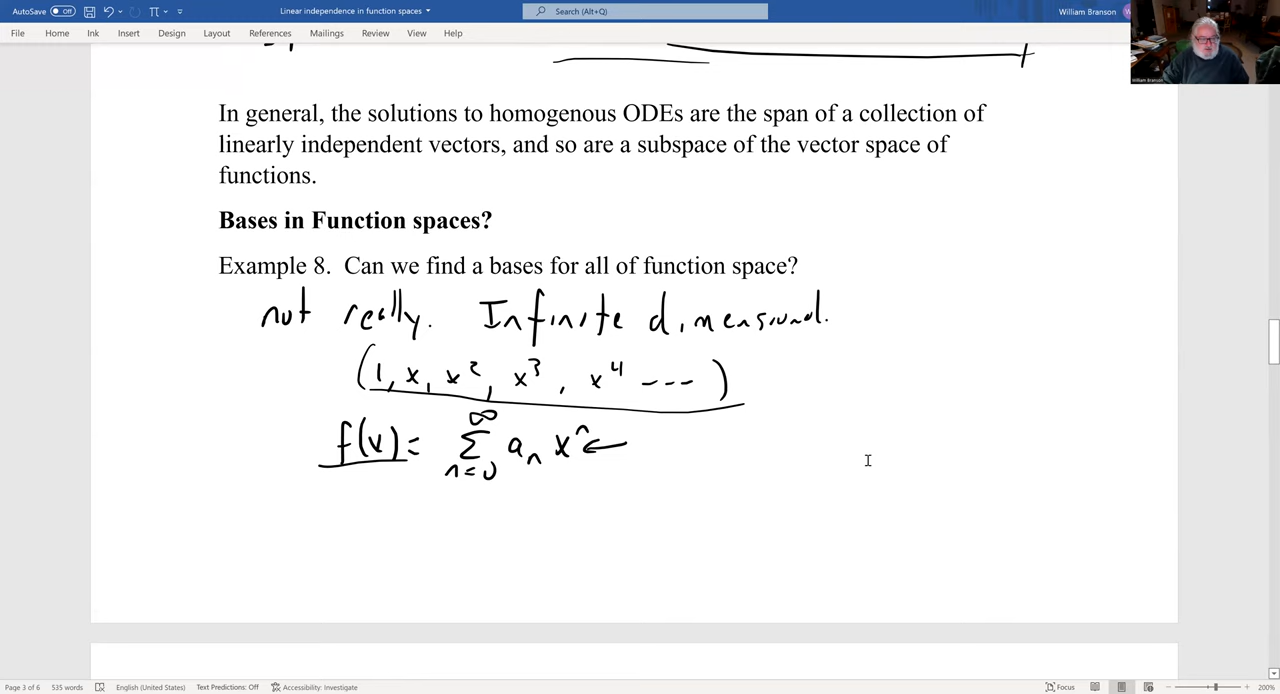 AutoSave Off Linear independence in function spaces Search (Alt+Q) William Branson W
File Home Ink Insert Design Layout References Mailings Review View Help
William Branson
In general, the solutions to homogenous ODEs are the span of a collection of
linearly independent vectors, and so are a subspace of the vector space of
functions.
Bases in Function spaces?
Example 8. Can we find a bases for all of function space?
not really. Infinite dimensional.
(1, x, x², x³, x⁴ ---- )
f(x) = ∑ n=0 ∞ aₙ xⁿ ←
Page 3 of 6 535 words English (United States) Text Predictions: Off Accessibility: Investigate Focus 200%